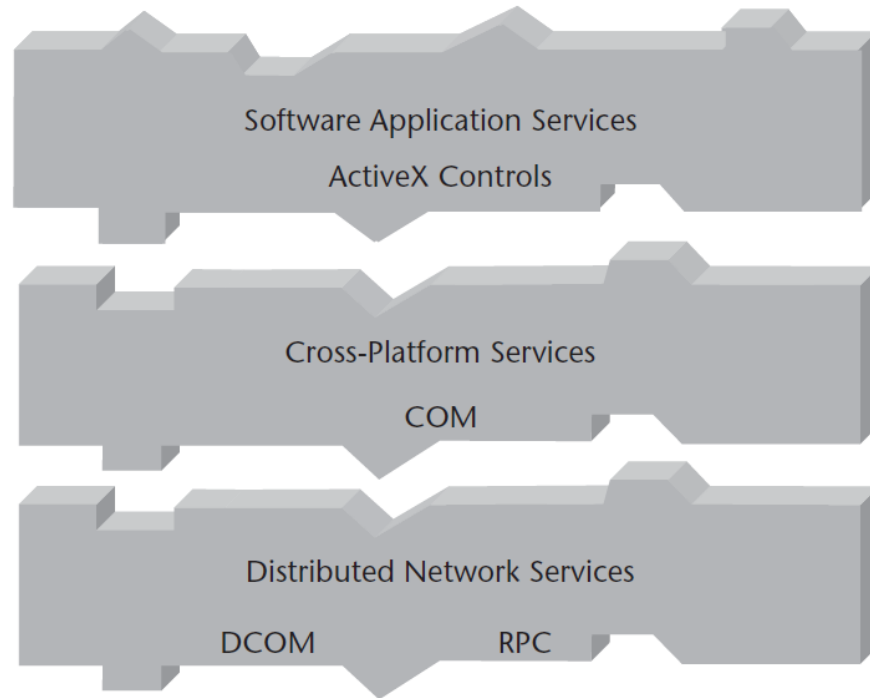 Software Application Services
ActiveX Controls
Cross-Platform Services
COM
Distributed Network Services
DCOM RPC